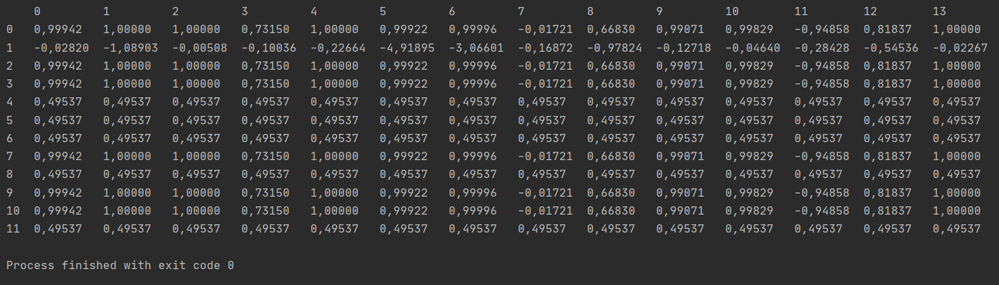 0 1 2 3 4 5 6 7 8 9 10 11 12 13
0 0,99942 1,00000 1,00000 0,73150 1,00000 0,99922 0,99996 -0,01721 0,66830 0,99071 0,99829 -0,94858 0,81837 1,00000
1 -0,02820 -1,08903 -0,00508 -0,10036 -0,22664 -4,91895 -3,06601 -0,16872 -0,97824 -0,12718 -0,04640 -0,28428 -0,54536 -0,02267
2 0,99942 1,00000 1,00000 0,73150 1,00000 0,99922 0,99996 -0,01721 0,66830 0,99071 0,99829 -0,94858 0,81837 1,00000
3 0,99942 1,00000 1,00000 0,73150 1,00000 0,99922 0,99996 -0,01721 0,66830 0,99071 0,99829 -0,94858 0,81837 1,00000
4 0,49537 0,49537 0,49537 0,49537 0,49537 0,49537 0,49537 0,49537 0,49537 0,49537 0,49537 0,49537 0,49537 0,49537
5 0,49537 0,49537 0,49537 0,49537 0,49537 0,49537 0,49537 0,49537 0,49537 0,49537 0,49537 0,49537 0,49537 0,49537
6 0,49537 0,49537 0,49537 0,49537 0,49537 0,49537 0,49537 0,49537 0,49537 0,49537 0,49537 0,49537 0,49537 0,49537
7 0,99942 1,00000 1,00000 0,73150 1,00000 0,99922 0,99996 -0,01721 0,66830 0,99071 0,99829 -0,94858 0,81837 1,00000
8 0,49537 0,49537 0,49537 0,49537 0,49537 0,49537 0,49537 0,49537 0,49537 0,49537 0,49537 0,49537 0,49537 0,49537
9 0,99942 1,00000 1,00000 0,73150 1,00000 0,99922 0,99996 -0,01721 0,66830 0,99071 0,99829 -0,94858 0,81837 1,00000
10 0,99942 1,00000 1,00000 0,73150 1,00000 0,99922 0,99996 -0,01721 0,66830 0,99071 0,99829 -0,94858 0,81837 1,00000
11 0,49537 0,49537 0,49537 0,49537 0,49537 0,49537 0,49537 0,49537 0,49537 0,49537 0,49537 0,49537 0,49537 0,49537
Process finished with exit code 0